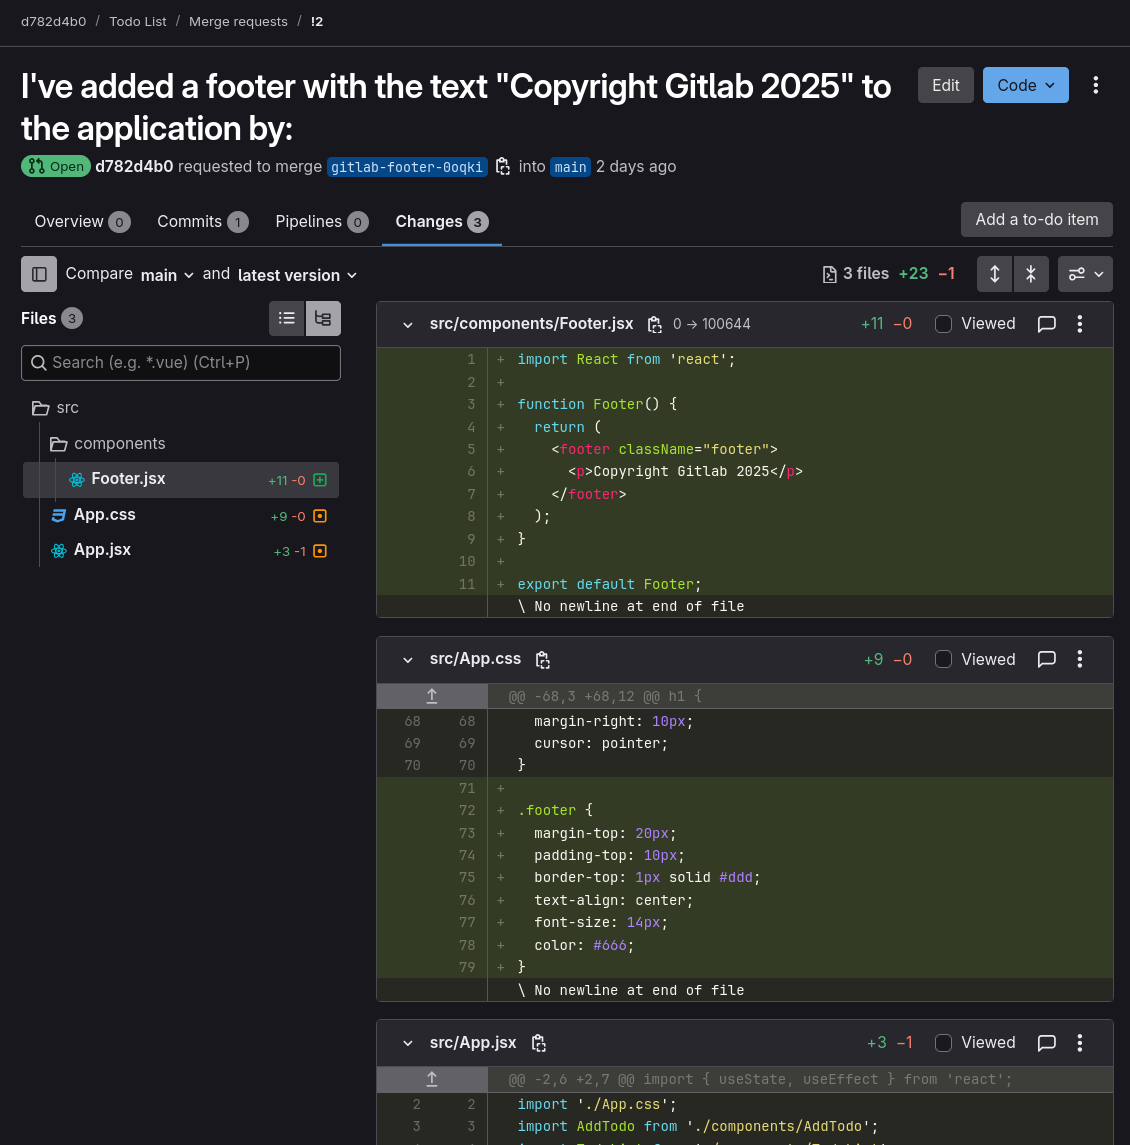 d782d4b0 / Todo List / Merge requests / !2
I've added a footer with the text "Copyright Gitlab 2025" to
the application by:
Edit
Code
Open d782d4b0 requested to merge gitlab-footer-0oqki into main 2 days ago
Overview 0 Commits 1 Pipelines 0 Changes 3
Add a to-do item
Compare main and latest version
3 files +23 −1
Files 3
Search (e.g. *.vue) (Ctrl+P)
src
components
Footer.jsx +11 -0
App.css +9 -0
App.jsx +3 -1
src/components/Footer.jsx 0 → 100644 +11 −0 Viewed
1 + import React from 'react';
2 +
3 + function Footer() {
4 +   return (
5 +     <footer className="footer">
6 +       <p>Copyright Gitlab 2025</p>
7 +     </footer>
8 +   );
9 + }
10 +
11 + export default Footer;
\ No newline at end of file
src/App.css +9 −0 Viewed
@@ -68,3 +68,12 @@ h1 {
68 68   margin-right: 10px;
69 69   cursor: pointer;
70 70 }
71 +
72 + .footer {
73 +   margin-top: 20px;
74 +   padding-top: 10px;
75 +   border-top: 1px solid #ddd;
76 +   text-align: center;
77 +   font-size: 14px;
78 +   color: #666;
79 + }
\ No newline at end of file
src/App.jsx +3 −1 Viewed
@@ -2,6 +2,7 @@ import { useState, useEffect } from 'react';
2 2 import './App.css';
3 3 import AddTodo from './components/AddTodo';